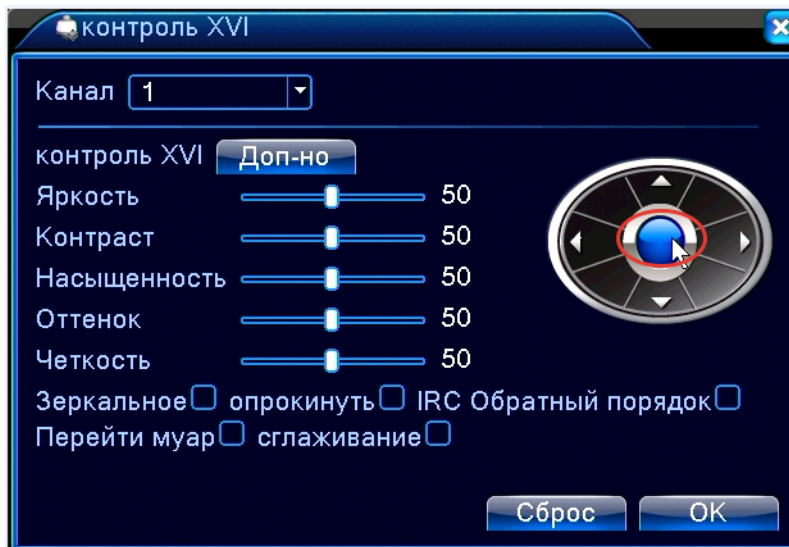 контроль XVI
Канал 1
контроль XVI Доп-но
Яркость 50
Контраст 50
Насыщенность 50
Оттенок 50
Четкость 50
Зеркальное опрокинуть IRC Обратный порядок
Перейти муар сглаживание
Сброс OK